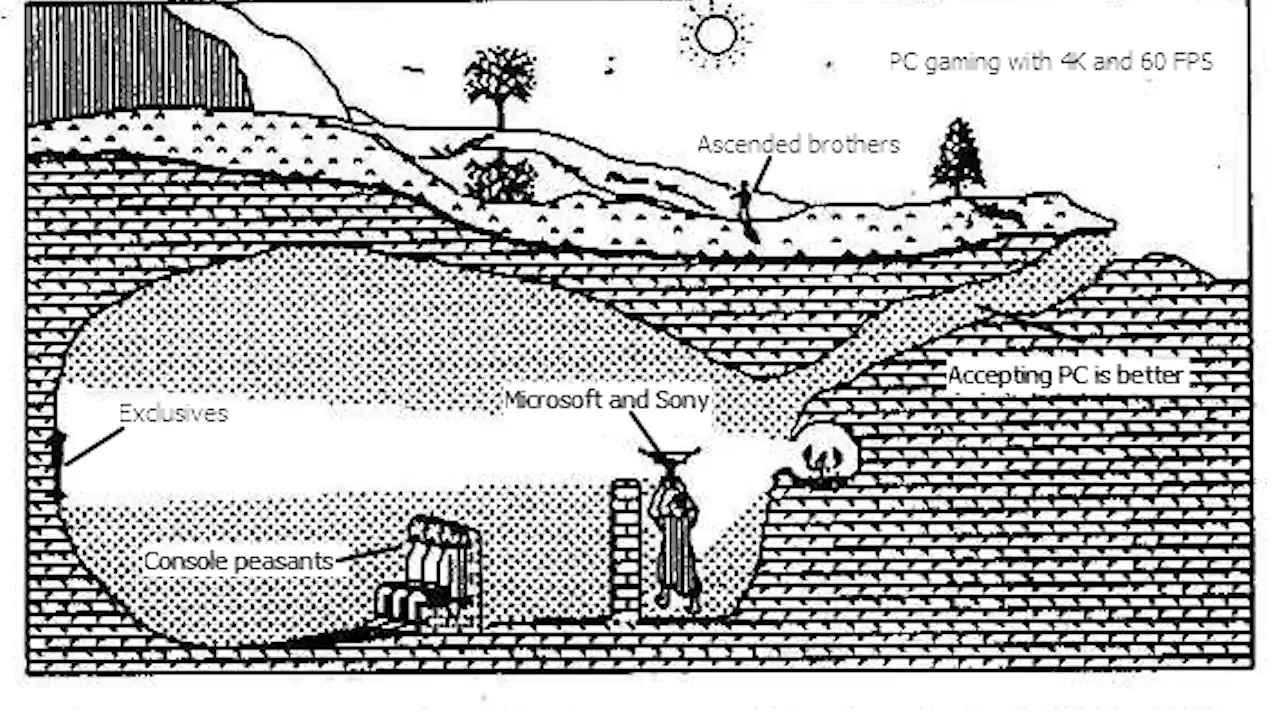 PC gaming with 4K and 60 FPS
Ascended brothers
Accepting PC is better
Microsoft and Sony
Exclusives
Console peasants